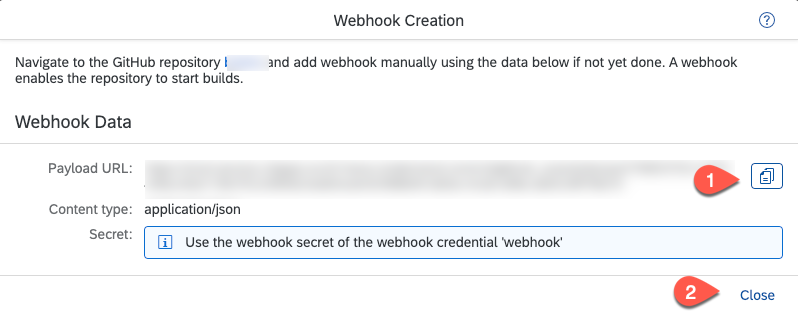 Webhook Creation
?
Navigate to the GitHub repository and add webhook manually using the data below if not yet done. A webhook
enables the repository to start builds.
Webhook Data
Payload URL:
1
Content type: application/json
Secret: Use the webhook secret of the webhook credential 'webhook'
2
Close